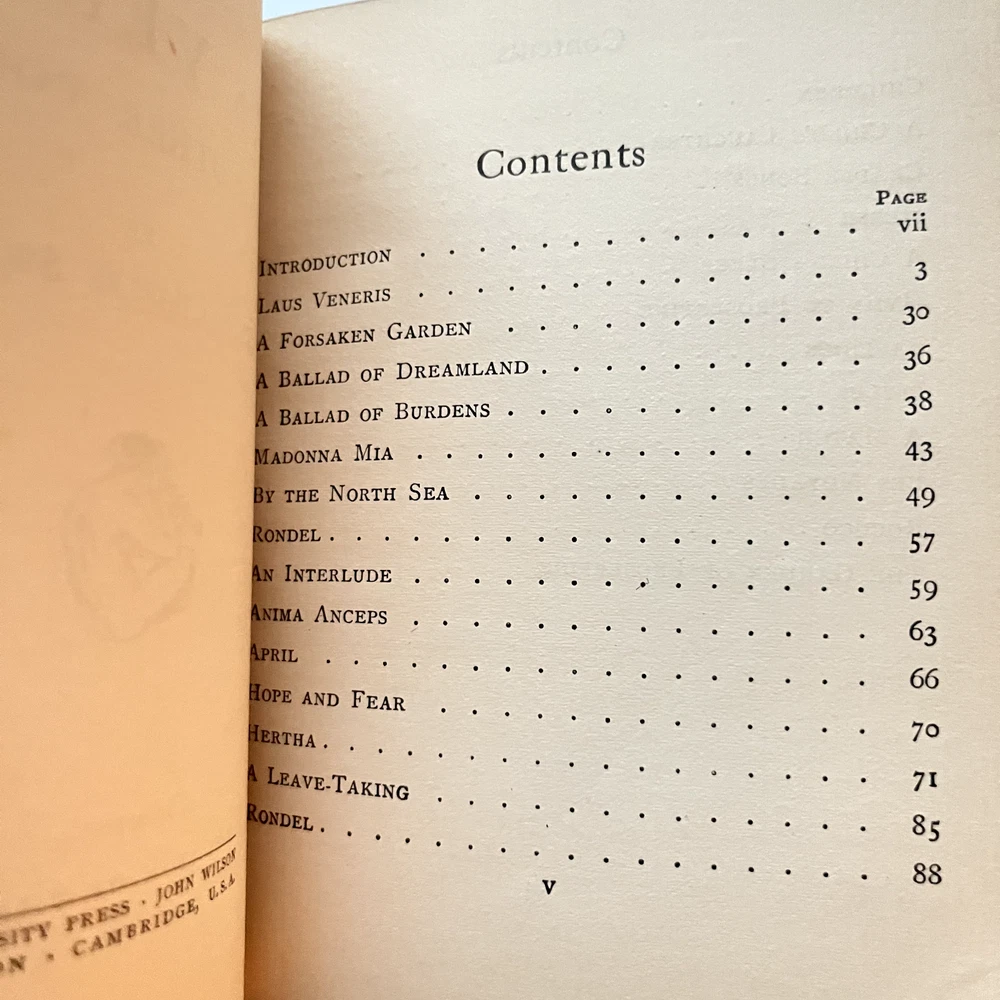 SITY PRESS · JOHN WILSON
ON · CAMBRIDGE, U.S.A.
Contents
PAGE
INTRODUCTION . . . . . . . . . . . . . . . vii
LAUS VENERIS . . . . . . . . . . . . . . . 3
A FORSAKEN GARDEN . . . . . . . . . . . . 30
A BALLAD OF DREAMLAND . . . . . . . . . . . 36
A BALLAD OF BURDENS . . . . . . . . . . . . 38
MADONNA MIA . . . . . . . . . . . . . . . 43
BY THE NORTH SEA . . . . . . . . . . . . . 49
RONDEL . . . . . . . . . . . . . . . . . . 57
AN INTERLUDE . . . . . . . . . . . . . . . 59
ANIMA ANCEPS . . . . . . . . . . . . . . . 63
APRIL . . . . . . . . . . . . . . . . . . 66
HOPE AND FEAR . . . . . . . . . . . . . . 70
HERTHA . . . . . . . . . . . . . . . . . . 71
A LEAVE-TAKING . . . . . . . . . . . . . . 85
RONDEL . . . . . . . . . . . . . . . . . . 88
v